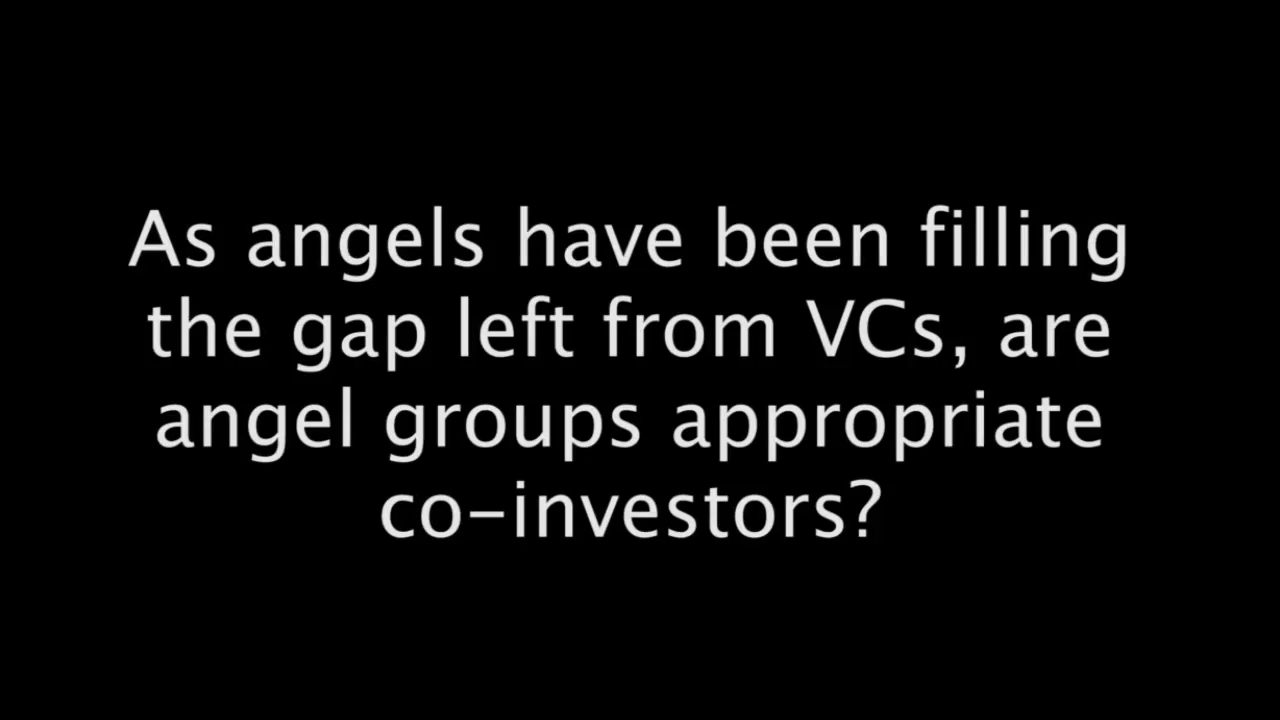 As angels have been filling
the gap left from VCs, are
angel groups appropriate
co-investors?